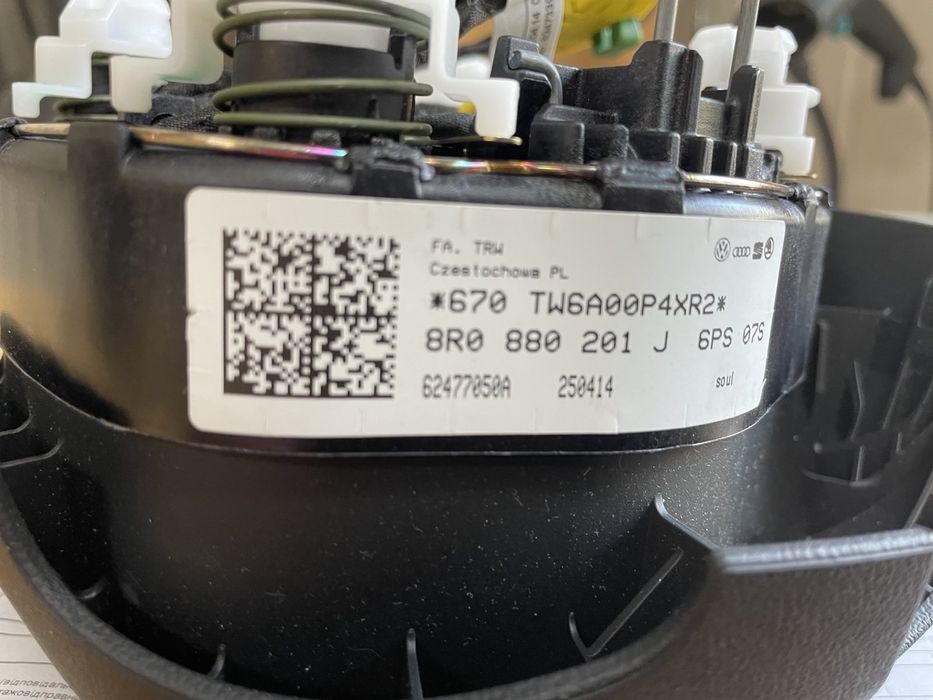 FA. TRW
Czestochowa PL
*670 TW6A00P4XR2*
8R0 880 201 J 6PS 07S
62477050A 250414 soul